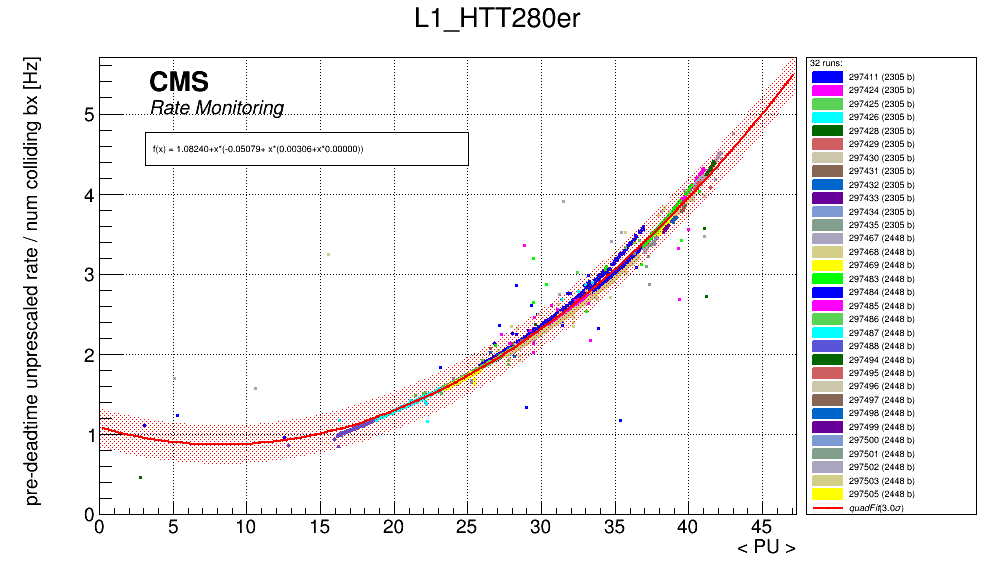 L1_HTT280er
pre-deadtime unprescaled rate / num colliding bx [Hz]
CMS
Rate Monitoring
f(x) = 1.08240+x*(-0.05079+ x*(0.00306+x*0.00000))
5
4
3
2
1
0
0 5 10 15 20 25 30 35 40 45
< PU >
32 runs:
297411 (2305 b)
297424 (2305 b)
297425 (2305 b)
297426 (2305 b)
297428 (2305 b)
297429 (2305 b)
297430 (2305 b)
297431 (2305 b)
297432 (2305 b)
297433 (2305 b)
297434 (2305 b)
297435 (2305 b)
297467 (2448 b)
297468 (2448 b)
297469 (2448 b)
297483 (2448 b)
297484 (2448 b)
297485 (2448 b)
297486 (2448 b)
297487 (2448 b)
297488 (2448 b)
297494 (2448 b)
297495 (2448 b)
297496 (2448 b)
297497 (2448 b)
297498 (2448 b)
297499 (2448 b)
297500 (2448 b)
297501 (2448 b)
297502 (2448 b)
297503 (2448 b)
297505 (2448 b)
quadFit(3.0σ)